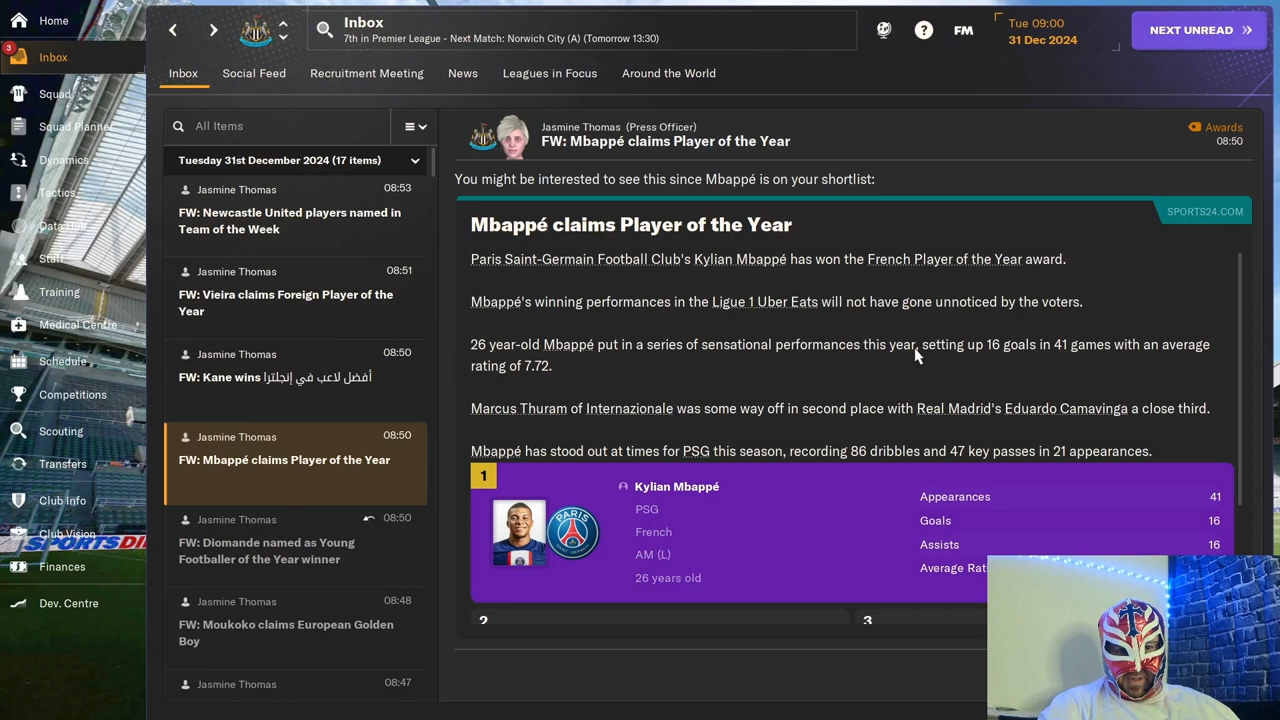 Home
3
Inbox
Squad
Squad Planner
Dynamics
Tactics
Data Hub
Staff
Training
Medical Centre
Schedule
Competitions
Scouting
Transfers
Club Info
Club Vision
SPORTS DI
Finances
Dev. Centre
Inbox
7th in Premier League - Next Match: Norwich City (A) (Tomorrow 13:30)
?
FM
Tue 09:00
31 Dec 2024
NEXT UNREAD
Inbox
Social Feed
Recruitment Meeting
News
Leagues in Focus
Around the World
All Items
Tuesday 31st December 2024 (17 items)
Jasmine Thomas 08:53
FW: Newcastle United players named in
Team of the Week
Jasmine Thomas 08:51
FW: Vieira claims Foreign Player of the
Year
Jasmine Thomas 08:50
FW: Kane wins أفضل لاعب في إنجلترا
Jasmine Thomas 08:50
FW: Mbappé claims Player of the Year
Jasmine Thomas 08:50
FW: Diomande named as Young
Footballer of the Year winner
Jasmine Thomas 08:48
FW: Moukoko claims European Golden
Boy
Jasmine Thomas 08:47
Jasmine Thomas (Press Officer)
FW: Mbappé claims Player of the Year
Awards
08:50
You might be interested to see this since Mbappé is on your shortlist:
SPORTS24.COM
Mbappé claims Player of the Year
Paris Saint-Germain Football Club's Kylian Mbappé has won the French Player of the Year award.
Mbappé's winning performances in the Ligue 1 Uber Eats will not have gone unnoticed by the voters.
26 year-old Mbappé put in a series of sensational performances this year, setting up 16 goals in 41 games with an average
rating of 7.72.
Marcus Thuram of Internazionale was some way off in second place with Real Madrid's Eduardo Camavinga a close third.
Mbappé has stood out at times for PSG this season, recording 86 dribbles and 47 key passes in 21 appearances.
1
PARIS
Kylian Mbappé
PSG
French
AM (L)
26 years old
Appearances 41
Goals 16
Assists 16
Average Rati
2
3